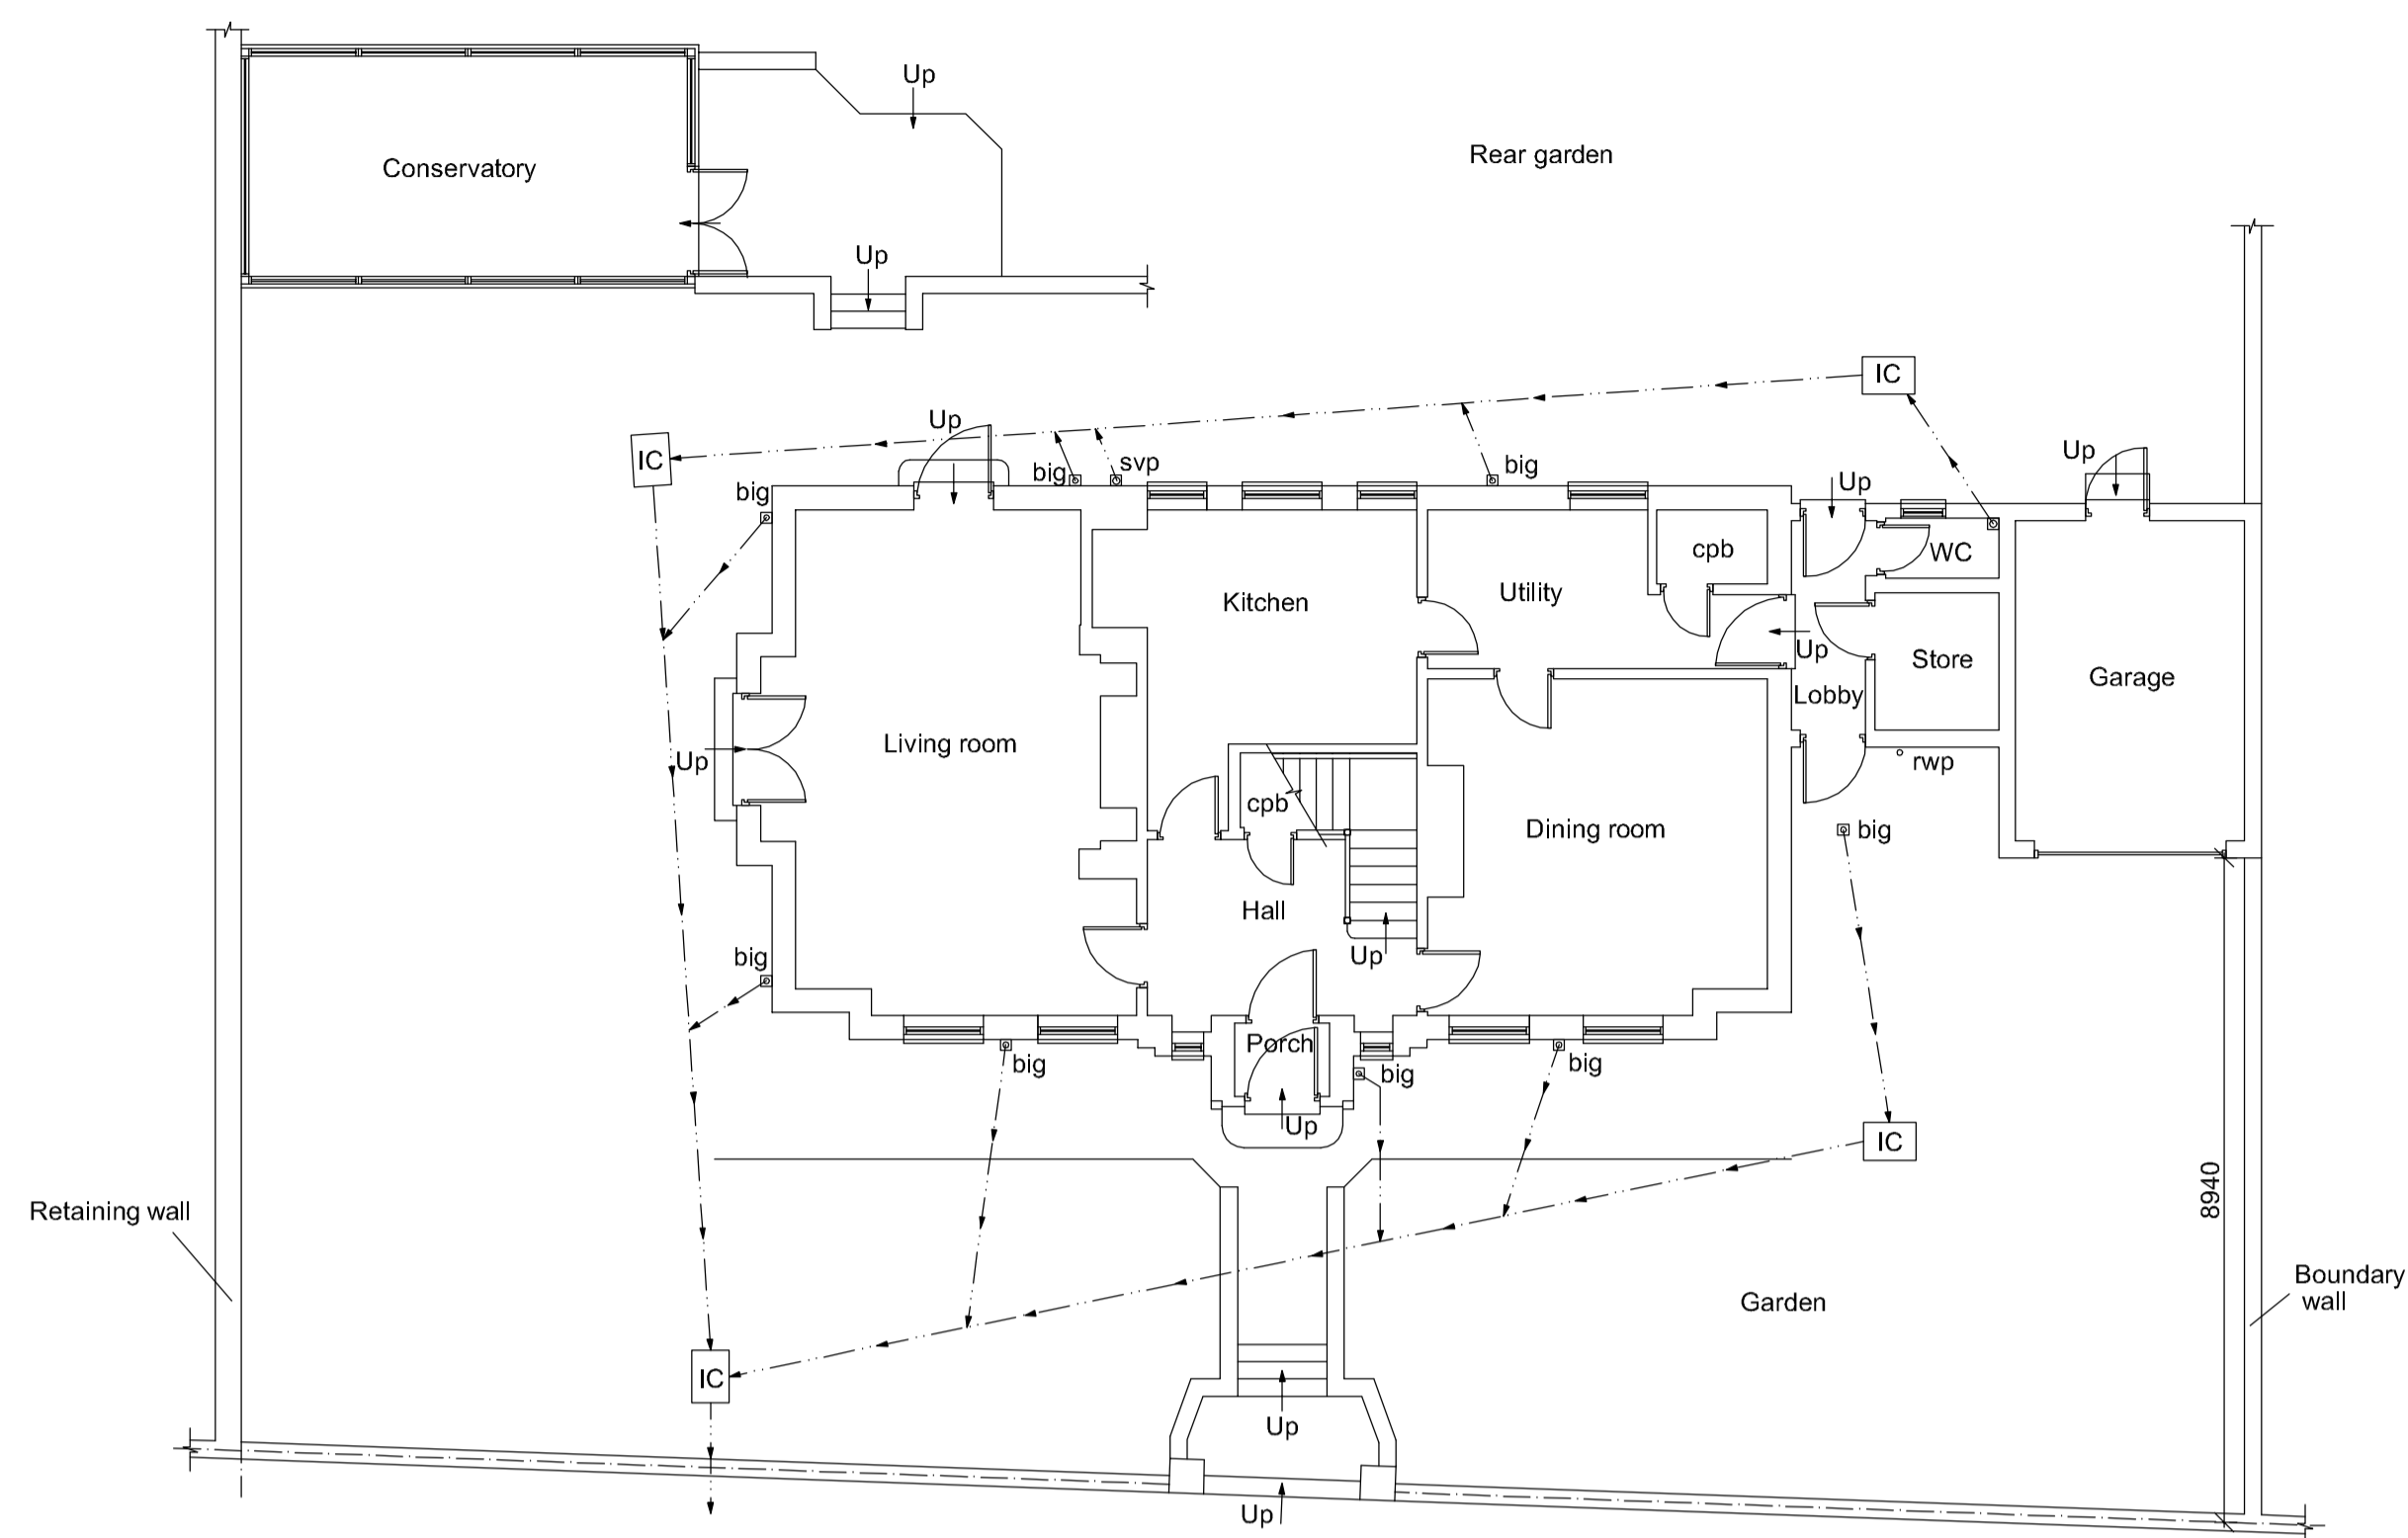 Up
Rear garden
Conservatory
Up
IC
Up
Up
IC
svp
big
big
Up
big
cpb
WC
Kitchen
Utility
Up
Store
Garage
Lobby
Living room
Up
rwp
cpb
Dining room
big
Hall
big
Up
Porch
big
big
big
Up
IC
8940
Retaining wall
Boundary
wall
Garden
IC
Up
Up